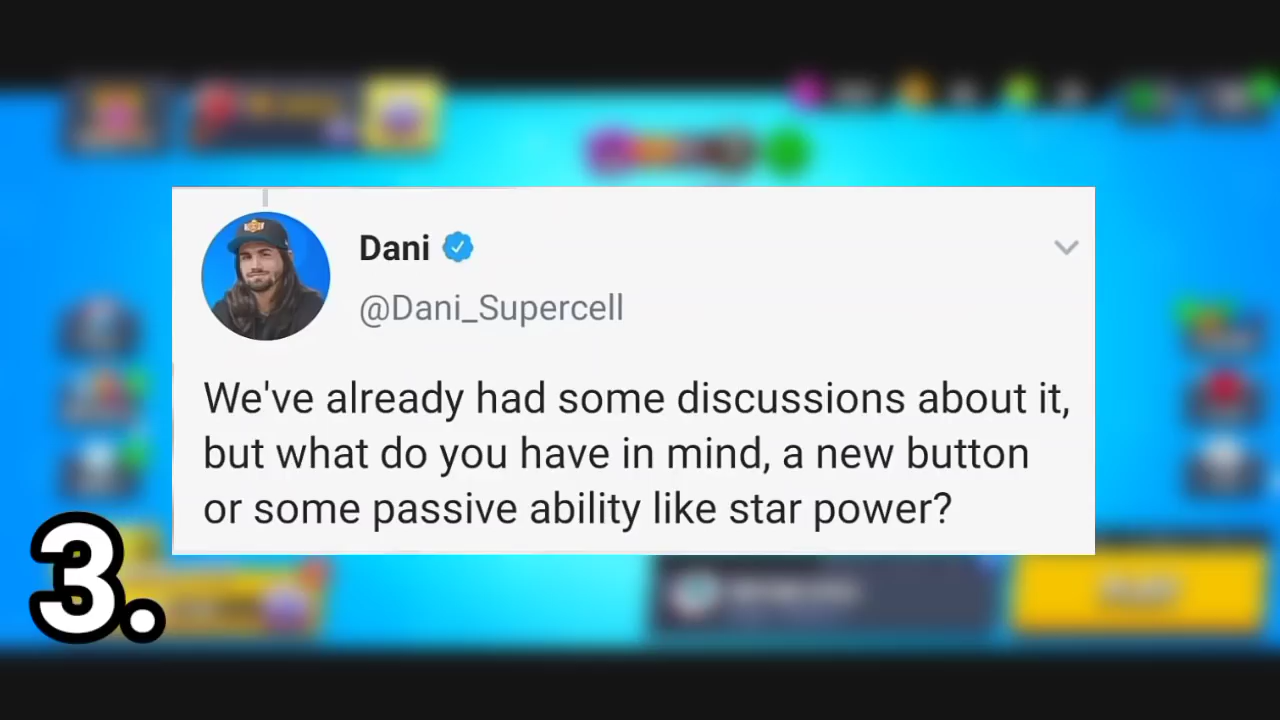 Dani
@Dani_Supercell
We've already had some discussions about it,
but what do you have in mind, a new button
or some passive ability like star power?
3.